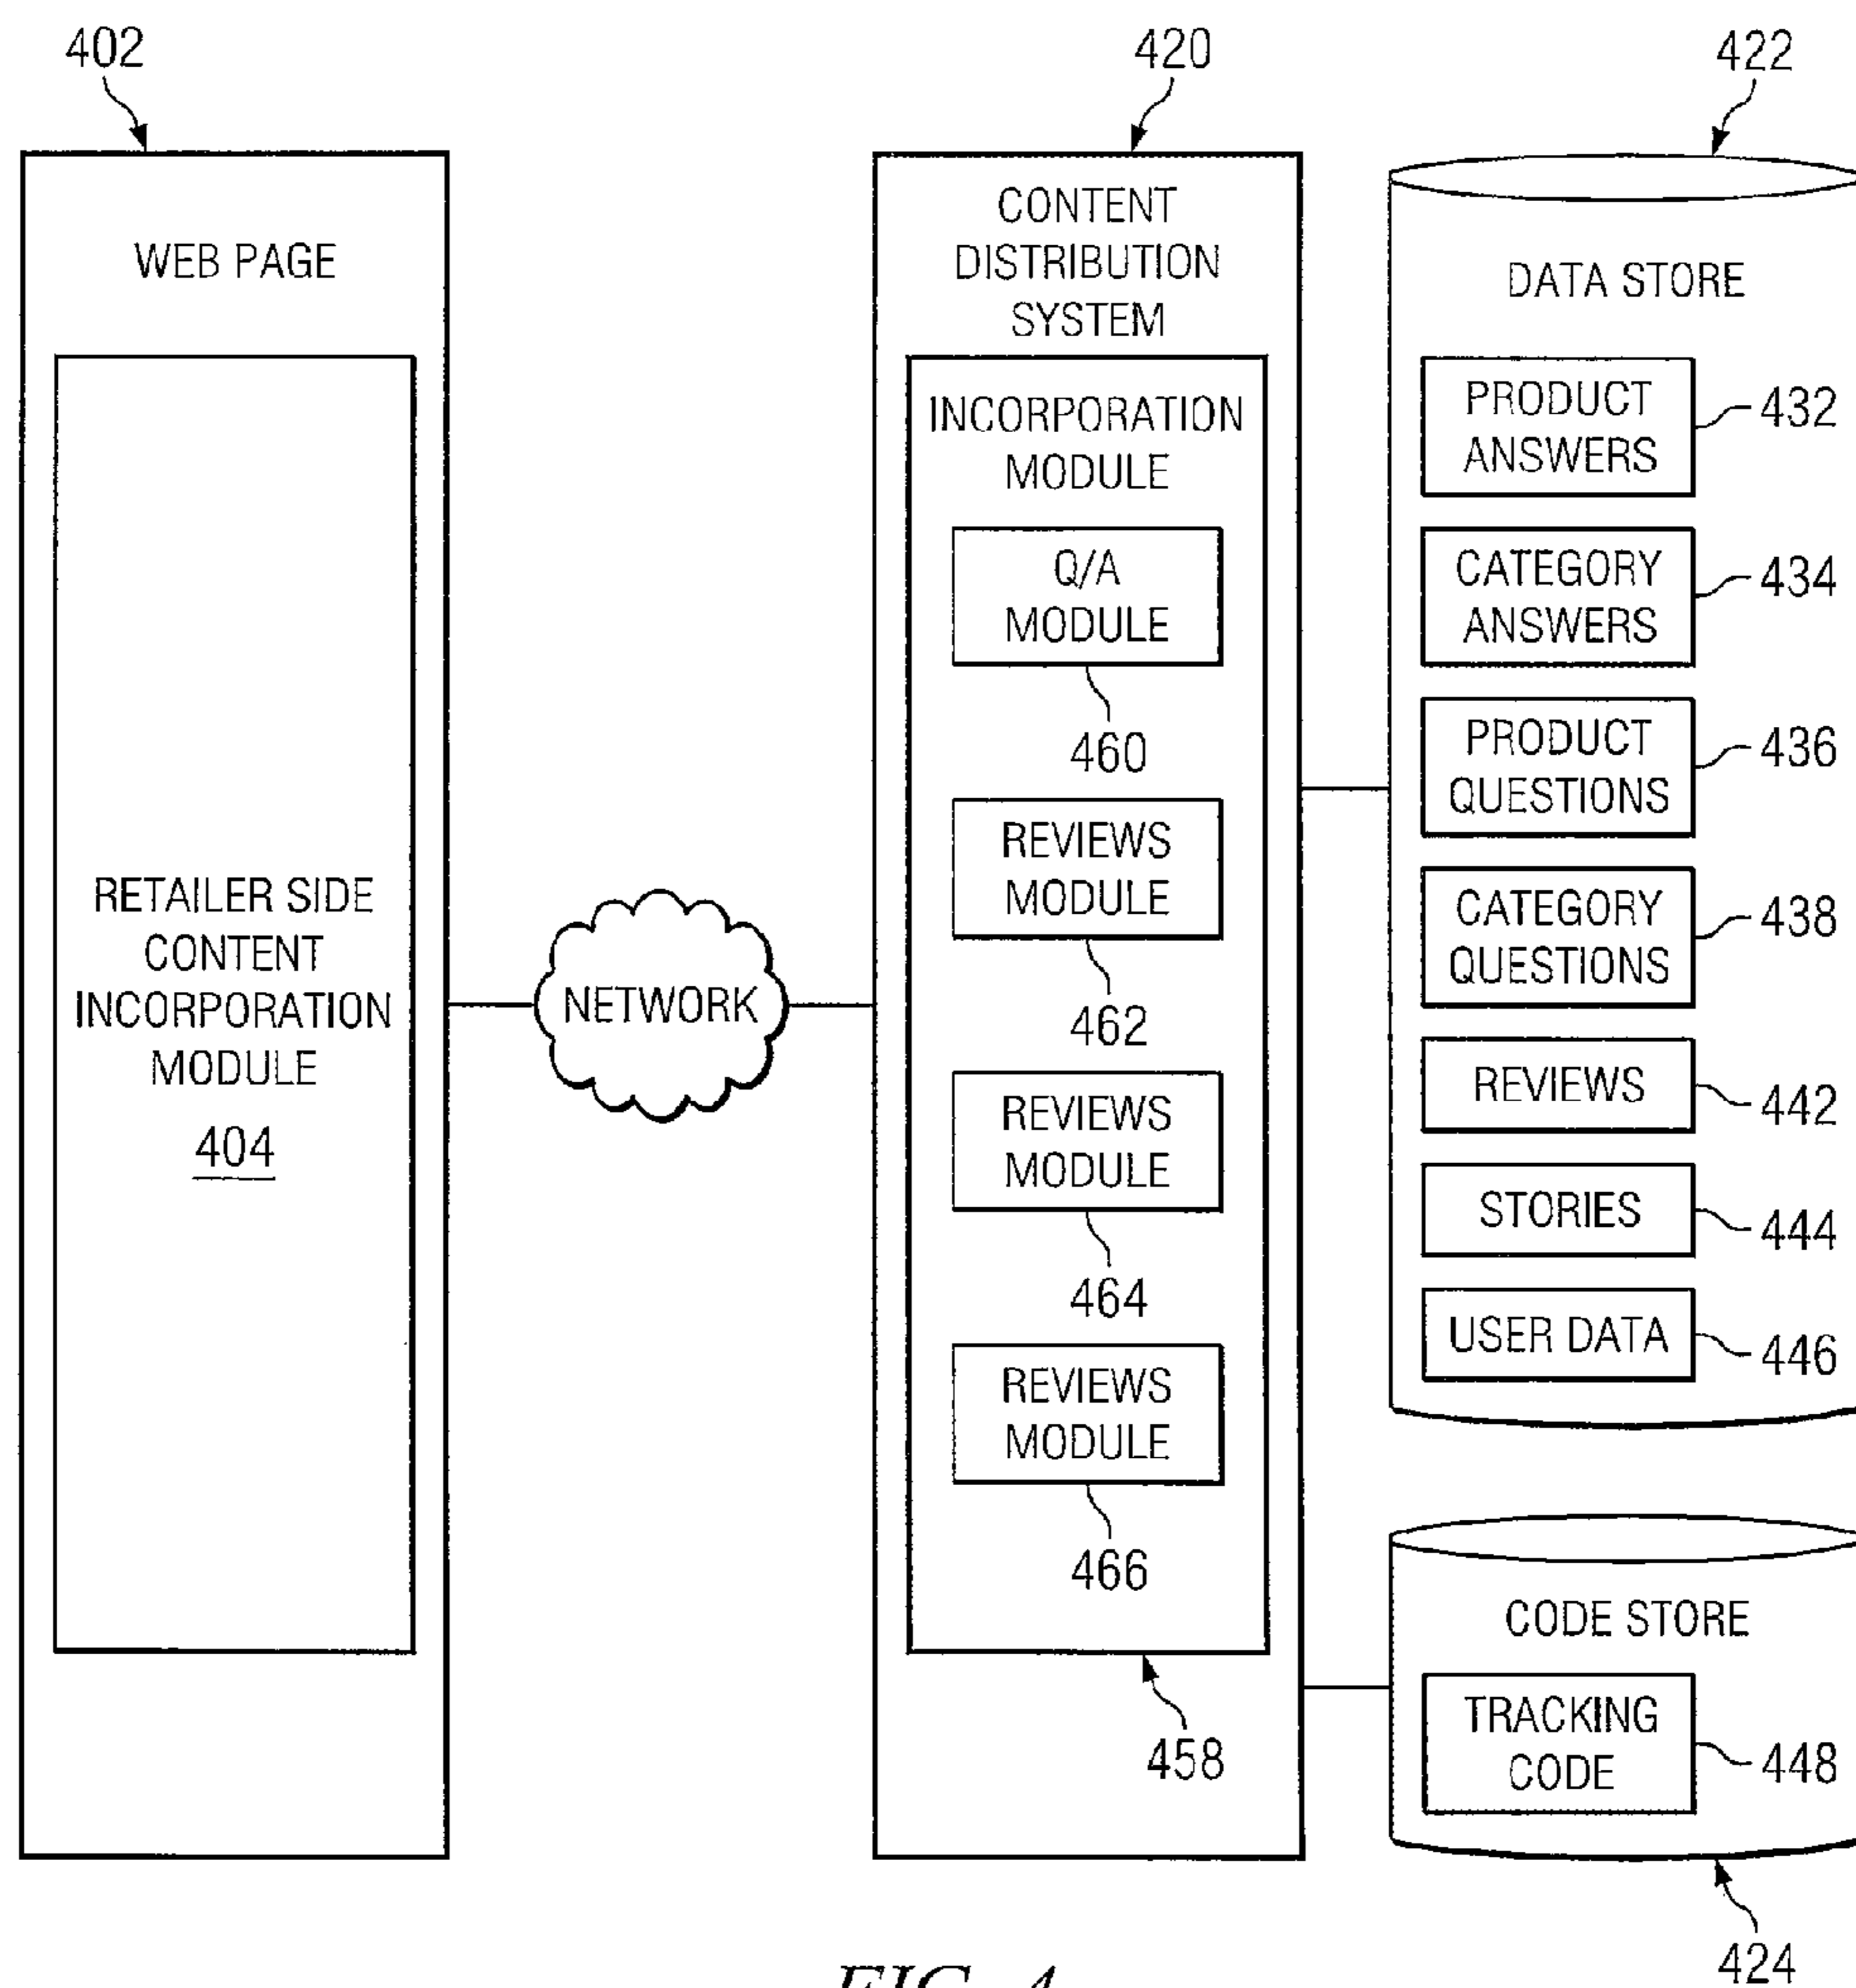 402
420
422
WEB PAGE
RETAILER SIDE
CONTENT
INCORPORATION
MODULE
404
NETWORK
CONTENT
DISTRIBUTION
SYSTEM
INCORPORATION
MODULE
Q/A
MODULE
460
REVIEWS
MODULE
462
REVIEWS
MODULE
464
REVIEWS
MODULE
466
458
DATA STORE
PRODUCT
ANSWERS
432
CATEGORY
ANSWERS
434
PRODUCT
QUESTIONS
436
CATEGORY
QUESTIONS
438
REVIEWS
442
STORIES
444
USER DATA
446
CODE STORE
TRACKING
CODE
448
424
FIG. 4